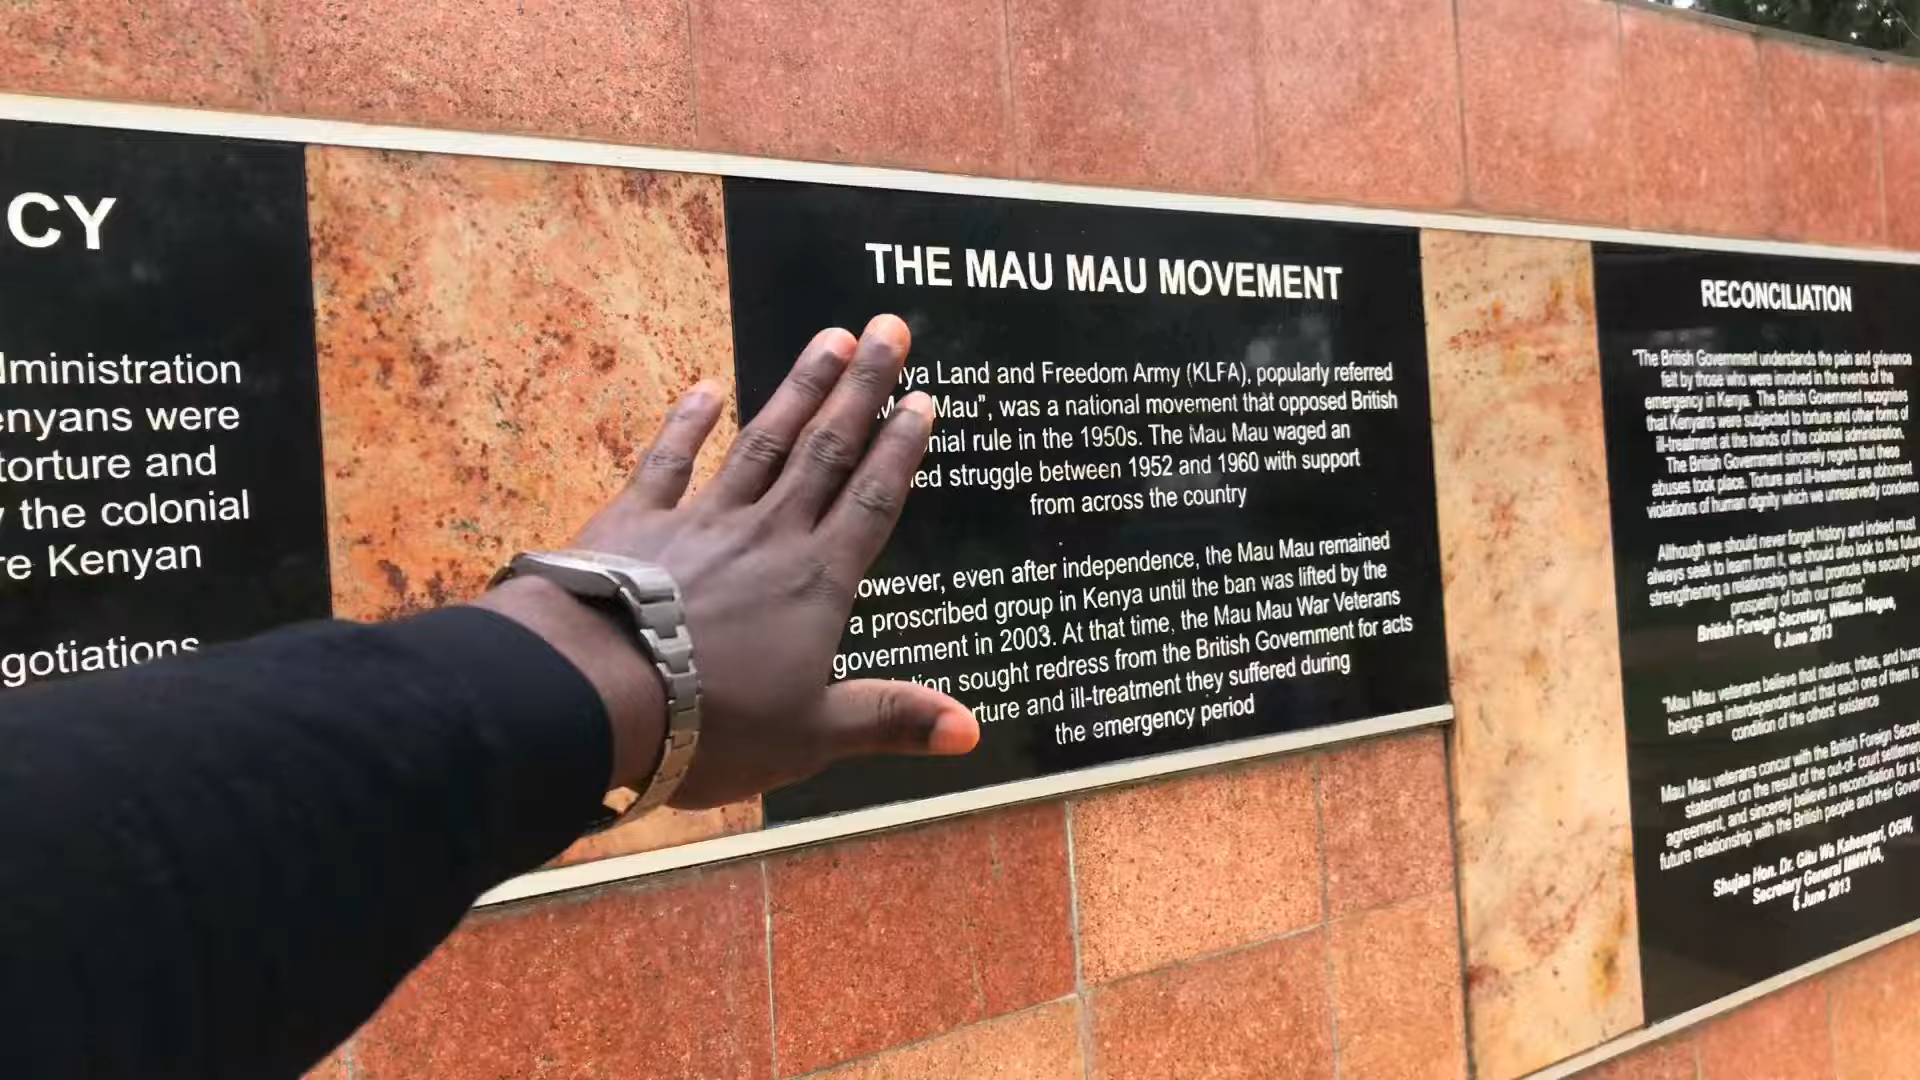 CY
dministration
enyans were
torture and
y the colonial
re Kenyan
gotiations
THE MAU MAU MOVEMENT
ya Land and Freedom Army (KLFA), popularly referred
Mau”, was a national movement that opposed British
nial rule in the 1950s. The Mau Mau waged an
ed struggle between 1952 and 1960 with support
from across the country
owever, even after independence, the Mau Mau remained
a proscribed group in Kenya until the ban was lifted by the
government in 2003. At that time, the Mau Mau War Veterans
tion sought redress from the British Government for acts
rture and ill-treatment they suffered during
the emergency period
RECONCILIATION
"The British Government understands the pain and grievance
felt by those who were involved in the events of the
emergency in Kenya. The British Government recognises
that Kenyans were subjected to torture and other forms of
ill-treatment at the hands of the colonial administration.
The British Government sincerely regrets that these
abuses took place. Torture and ill-treatment are abhorrent
violations of human dignity which we unreservedly condemn
Although we should never forget history and indeed must
always seek to learn from it, we should also look to the futur
strengthening a relationship that will promote the security an
prosperity of both our nations"
British Foreign Secretary, William Hague,
6 June 2013
"Mau Mau veterans believe that nations, tribes, and huma
beings are interdependent and that each one of them is
condition of the others' existence
Mau Mau veterans concur with the British Foreign Secret
statement on the result of the out-of- court settlement
agreement, and sincerely believe in reconciliation for a b
future relationship with the British people and their Gover
Shujaa Hon. Dr. Gitu Wa Kahengeri, OGW,
Secretary General MMWVA,
6 June 2013